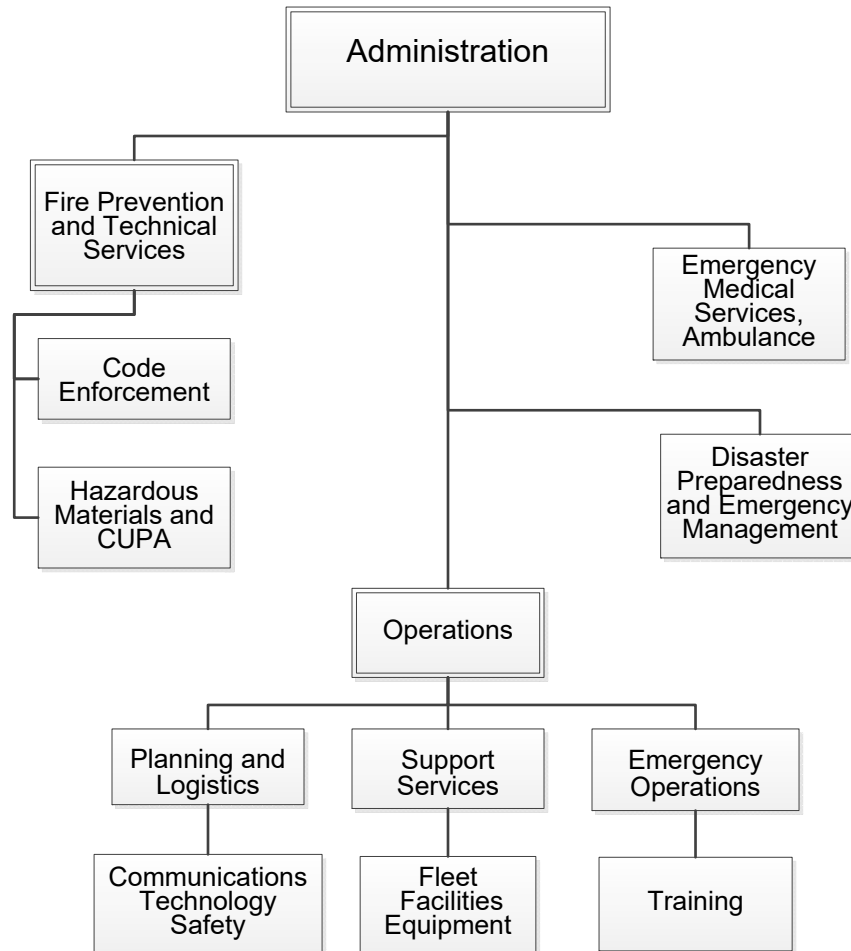 Administration
Fire Prevention
and Technical
Services
Emergency
Medical
Services,
Ambulance
Code
Enforcement
Disaster
Preparedness
and Emergency
Management
Hazardous
Materials and
CUPA
Operations
Planning and
Logistics
Support
Services
Emergency
Operations
Communications
Technology
Safety
Fleet
Facilities
Equipment
Training